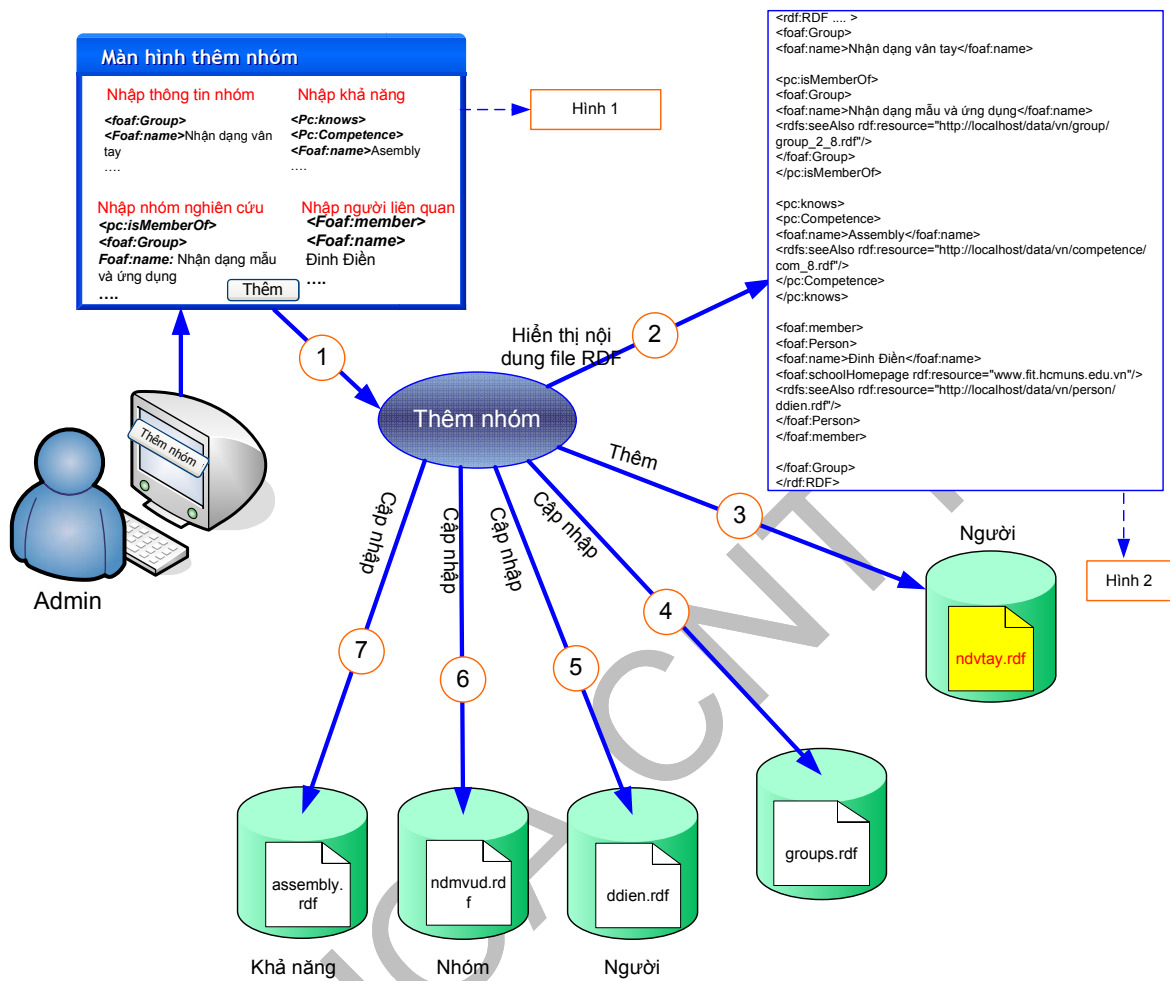 Màn hình thêm nhóm
Nhập thông tin nhóm
<foaf:Group>
<Foaf:name>Nhận dạng vân
tay
....
Nhập khả năng
<Pc:knows>
<Pc:Competence>
<Foaf:name>Asembly
....
Nhập nhóm nghiên cứu
<pc:isMemberOf>
<foaf:Group>
Foaf:name: Nhận dạng mẫu
và ứng dụng
....
Nhập người liên quan
<Foaf:member>
<Foaf:name>
Đinh Điền
....
Thêm
Hình 1
<rdf:RDF .... >
<foaf:Group>
<foaf:name>Nhận dạng vân tay</foaf:name>
<pc:isMemberOf>
<foaf:Group>
<foaf:name>Nhận dạng mẫu và ứng dụng</foaf:name>
<rdfs:seeAlso rdf:resource="http://localhost/data/vn/group/
group_2_8.rdf"/>
</foaf:Group>
</pc:isMemberOf>
<pc:knows>
<pc:Competence>
<foaf:name>Assembly</foaf:name>
<rdfs:seeAlso rdf:resource="http://localhost/data/vn/competence/
com_8.rdf"/>
</pc:Competence>
</pc:knows>
<foaf:member>
<foaf:Person>
<foaf:name>Đinh Điền</foaf:name>
<foaf:schoolHomepage rdf:resource="www.fit.hcmuns.edu.vn"/>
<rdfs:seeAlso rdf:resource="http://localhost/data/vn/person/
ddien.rdf"/>
</foaf:Person>
</foaf:member>
</foaf:Group>
</rdf:RDF>
Hình 2
1
Hiển thị nội
dung file RDF
2
Thêm nhóm
Thêm nhóm
Admin
Thêm
3
Cập nhập
4
Cập nhập
5
Cập nhập
6
Cập nhập
7
Người
ndvtay.rdf
groups.rdf
assembly.
rdf
Khả năng
ndmvud.rd
f
Nhóm
ddien.rdf
Người
CNT